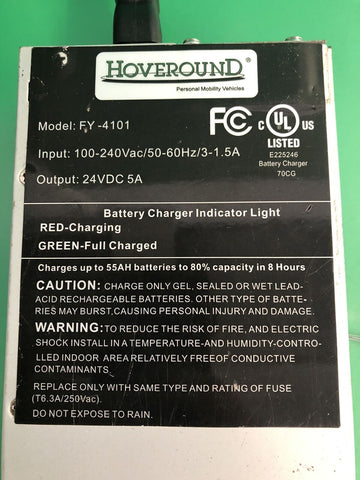 HOVEROUND®
Personal Mobility Vehicles
Model: FY -4101
FC
C UL US
LISTED
E225246
Battery Charger
70CG
Input: 100-240Vac/50-60Hz/3-1.5A
Output: 24VDC 5A
Battery Charger Indicator Light
RED-Charging
GREEN-Full Charged
Charges up to 55AH batteries to 80% capacity in 8 Hours
CAUTION: CHARGE ONLY GEL, SEALED OR WET LEAD-
ACID RECHARGEABLE BATTERIES. OTHER TYPE OF BATTE-
RIES MAY BURST,CAUSING PERSONAL INJURY AND DAMAGE.
WARNING:TO REDUCE THE RISK OF FIRE, AND ELECTRIC
SHOCK INSTALL IN A TEMPERATURE-AND HUMIDITY-CONTRO-
LLED INDOOR AREA RELATIVELY FREEOF CONDUCTIVE
CONTAMINANTS.
REPLACE ONLY WITH SAME TYPE AND RATING OF FUSE
(T6.3A/250Vac).
DO NOT EXPOSE TO RAIN.